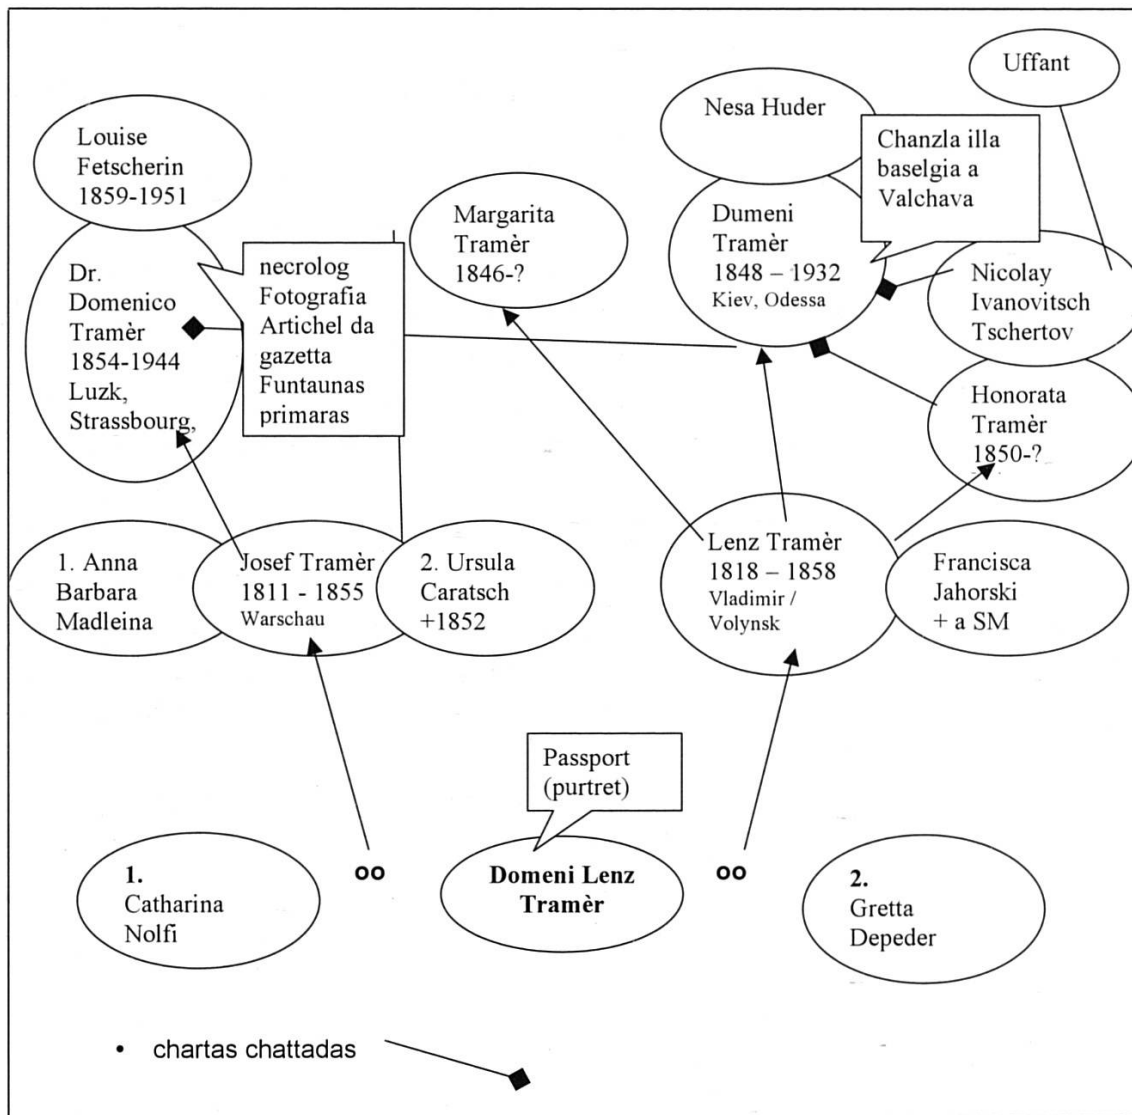 Uffant
Nesa Huder
Chanzla illa
baselgia a
Valchava
Louise
Fetscherin
1859-1951
Margarita
Tramèr
1846-?
Dumeni
Tramèr
1848 – 1932
Kiev, Odessa
Nicolay
Ivanovitsch
Tschertov
Dr.
Domenico
Tramèr
1854-1944
Luzk,
Strassbourg,
necrolog
Fotografia
Artichel da
gazetta
Funtaunas
primaras
Honorata
Tramèr
1850-?
1. Anna
Barbara
Madleina
Josef Tramèr
1811 - 1855
Warschau
2. Ursula
Caratsch
+1852
Lenz Tramèr
1818 – 1858
Vladimir /
Volynsk
Francisca
Jahorski
+ a SM
Passport
(purtret)
1.
Catharina
Nolfi
oo
Domeni Lenz
Tramèr
oo
2.
Gretta
Depeder
• chartas chattadas